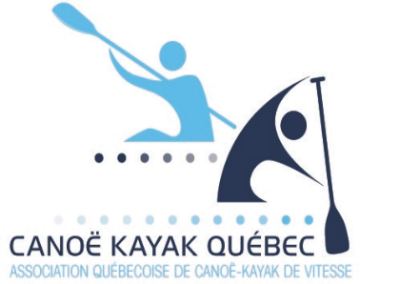 CANOË KAYAK QUÉBEC
ASSOCIATION QUÉBECOISE DE CANOË-KAYAK DE VITESSE